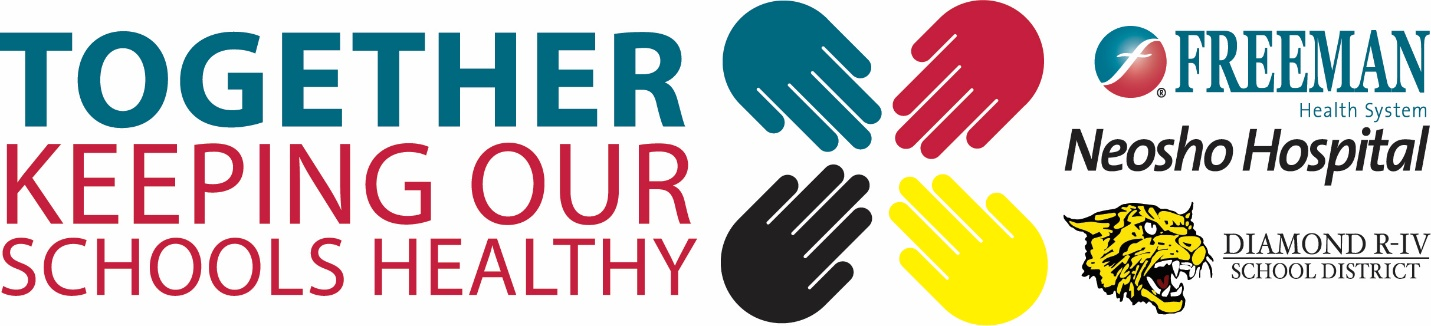 TOGETHER
KEEPING OUR
SCHOOLS HEALTHY
f FREEMAN
®
Health System
Neosho Hospital
DIAMOND R-IV
SCHOOL DISTRICT